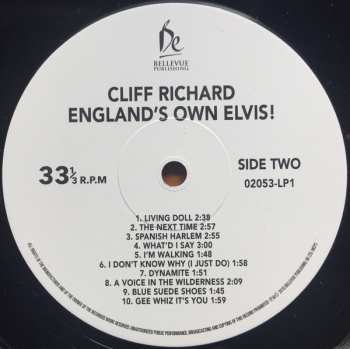 BELLEVUE
PUBLISHING
CLIFF RICHARD
ENGLAND'S OWN ELVIS!
33 1/3 R.P.M
SIDE TWO
02053-LP1
1. LIVING DOLL 2:38
2. THE NEXT TIME 2:57
3. SPANISH HARLEM 2:55
4. WHAT'D I SAY 3:00
5. I'M WALKING 1:48
6. I DON'T KNOW WHY (I JUST DO) 1:58
7. DYNAMITE 1:51
8. A VOICE IN THE WILDERNESS 2:09
9. BLUE SUEDE SHOES 1:35
10. GEE WHIZ IT'S YOU 1:59